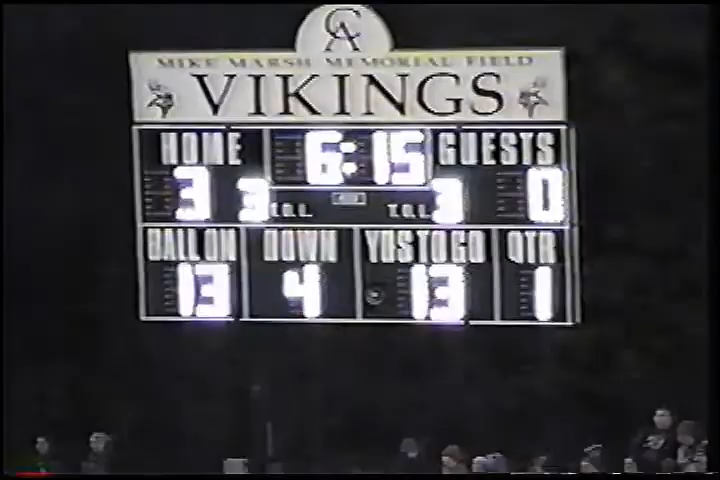 CA
MIKE MARSH MEMORIAL FIELD
VIKINGS
HOME 6:15 GUESTS
3 3 T.O.L. T.O.L. 3 0
BALL ON DOWN YDS TO GO QTR
13 4 13 1